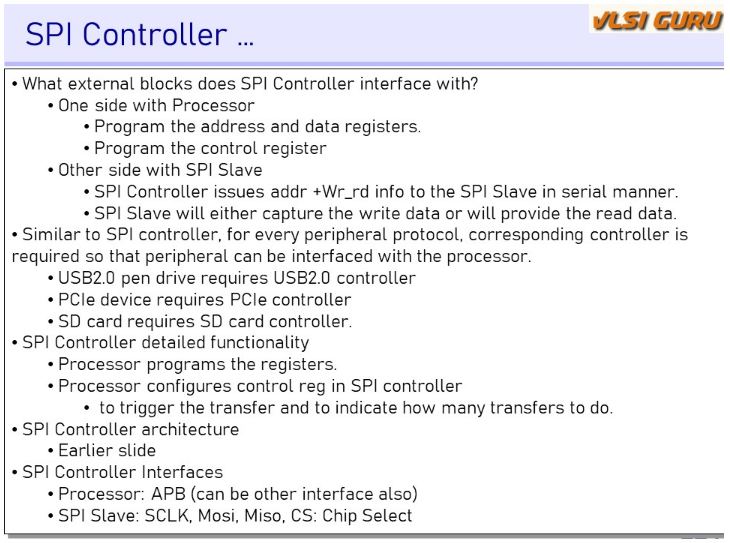 SPI Controller ...
VLSI GURU
• What external blocks does SPI Controller interface with?
• One side with Processor
• Program the address and data registers.
• Program the control register
• Other side with SPI Slave
• SPI Controller issues addr +Wr_rd info to the SPI Slave in serial manner.
• SPI Slave will either capture the write data or will provide the read data.
• Similar to SPI controller, for every peripheral protocol, corresponding controller is
required so that peripheral can be interfaced with the processor.
• USB2.0 pen drive requires USB2.0 controller
• PCIe device requires PCIe controller
• SD card requires SD card controller.
• SPI Controller detailed functionality
• Processor programs the registers.
• Processor configures control reg in SPI controller
• to trigger the transfer and to indicate how many transfers to do.
• SPI Controller architecture
• Earlier slide
• SPI Controller Interfaces
• Processor: APB (can be other interface also)
• SPI Slave: SCLK, Mosi, Miso, CS: Chip Select